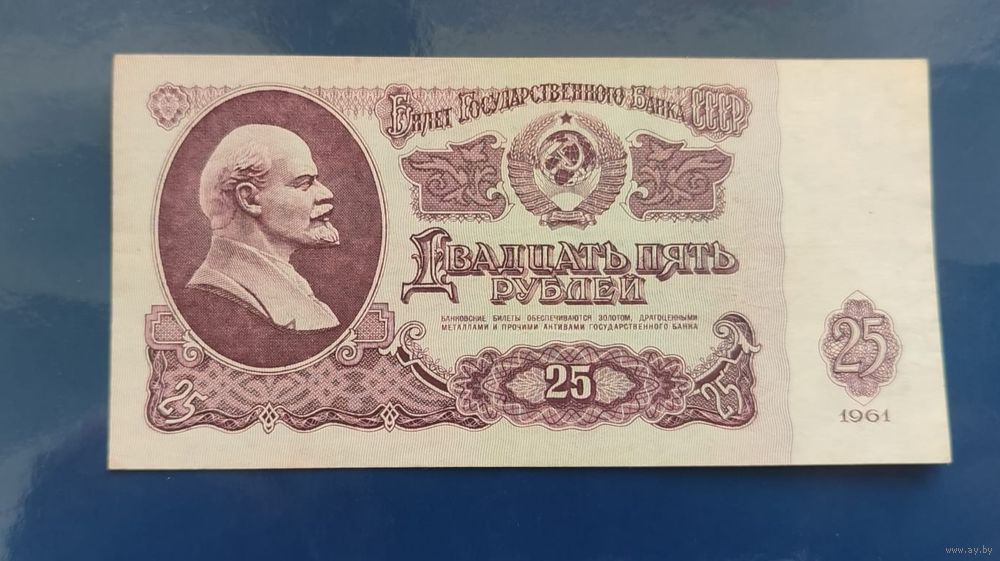 Билет Государственного Банка СССР
Двадцать пять
рублей
БАНКОВСКИЕ БИЛЕТЫ ОБЕСПЕЧИВАЮТСЯ ЗОЛОТОМ, ДРАГОЦЕННЫМИ
МЕТАЛЛАМИ И ПРОЧИМИ АКТИВАМИ ГОСУДАРСТВЕННОГО БАНКА
25
25
25
25
1961
www.ay.by